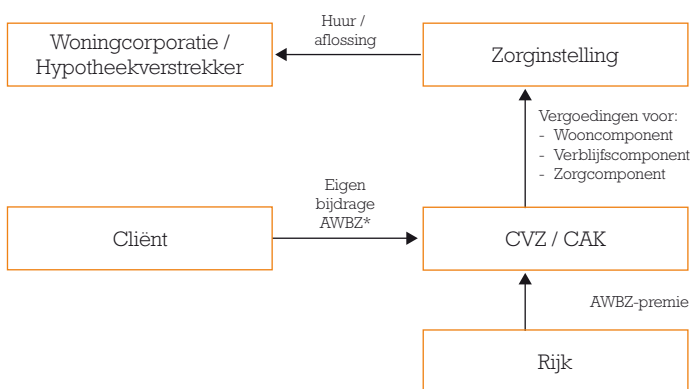 Woningcorporatie /
Hypotheekverstrekker
Huur /
aflossing
Zorginstelling
Vergoedingen voor:
- Wooncomponent
- Verblijfscomponent
- Zorgcomponent
Cliënt
Eigen
bijdrage
AWBZ*
CVZ / CAK
AWBZ-premie
Rijk